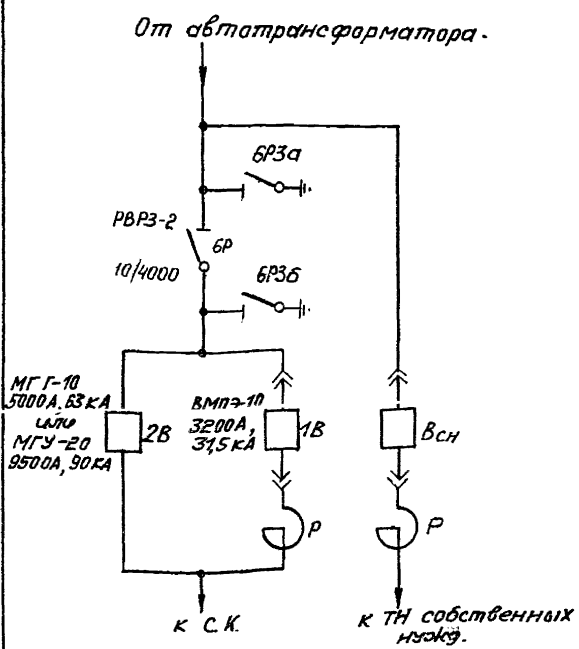 От автотрансформатора.
6РЗа
РВРЗ-2
6Р
10/4000
6РЗб
МГГ-10
5000А, 63кА
или
МГУ-20
9500А, 90кА
2В
ВМПЭ-10
3200А,
31,5кА
1В
Всн
Р
Р
к С.К.
к ТН собственных
нужд.